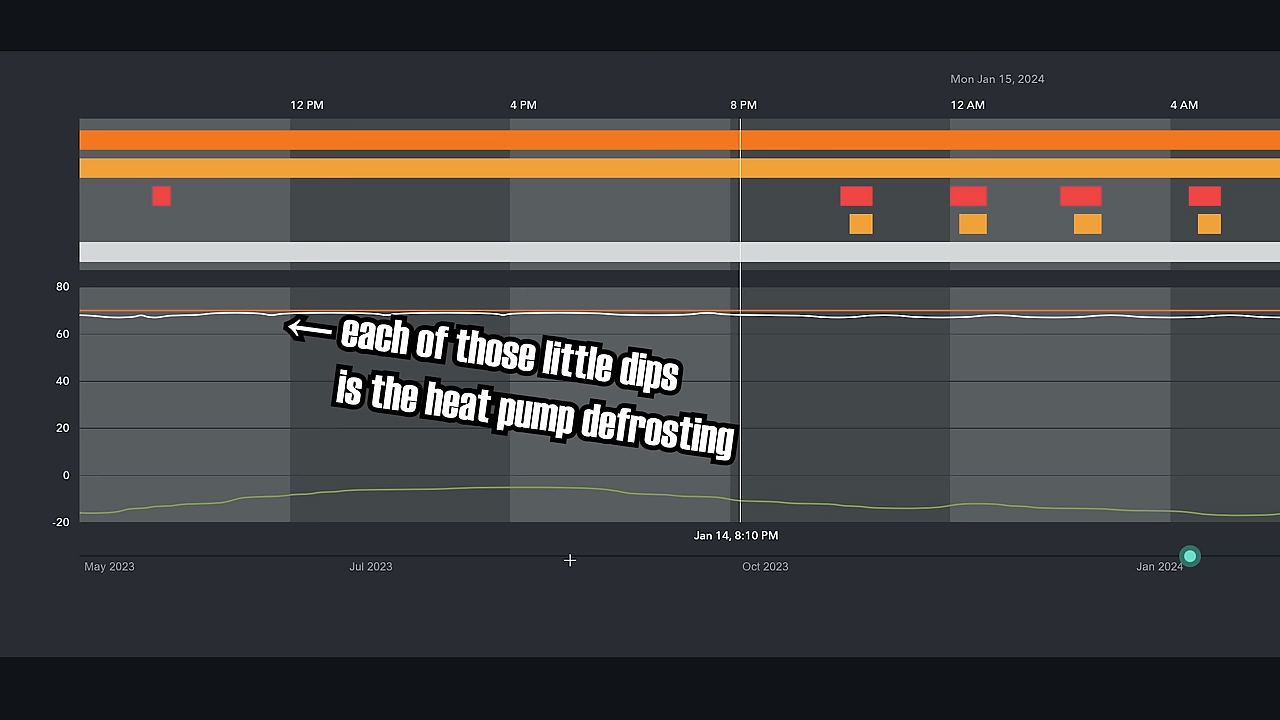 Mon Jan 15, 2024
12 PM 4 PM 8 PM 12 AM 4 AM
80
60
40
20
0
-20
← each of those little dips
is the heat pump defrosting
Jan 14, 8:10 PM
May 2023 Jul 2023 Oct 2023 Jan 2024